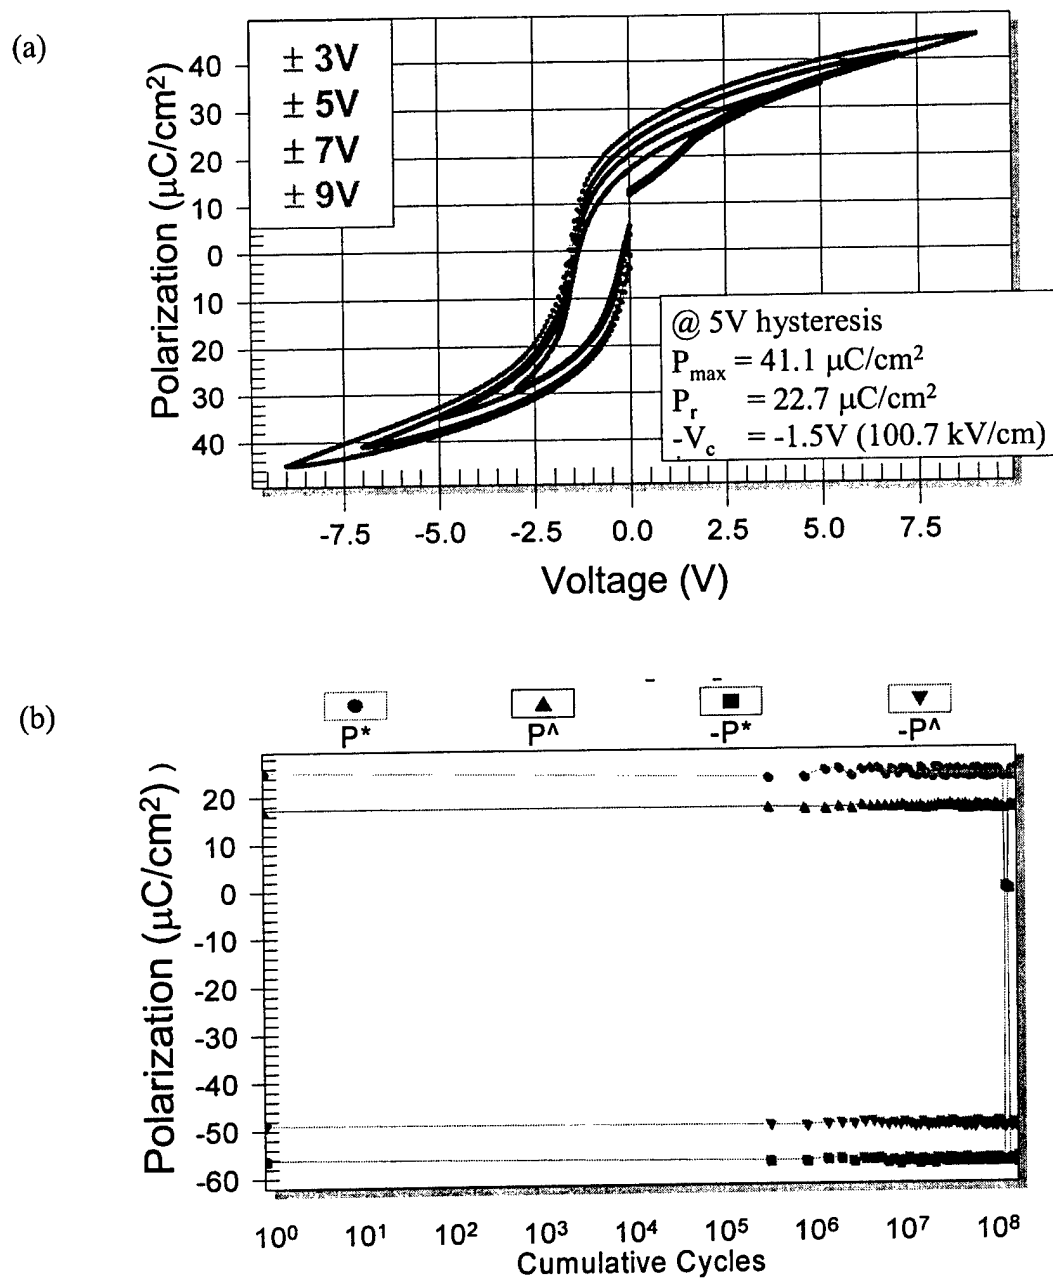 (a)
± 3V
± 5V
± 7V
± 9V
Polarization (μC/cm²)
40
30
20
10
0
10
20
30
40
@ 5V hysteresis
Pmax = 41.1 μC/cm²
Pr = 22.7 μC/cm²
-Vc = -1.5V (100.7 kV/cm)
-7.5 -5.0 -2.5 0.0 2.5 5.0 7.5
Voltage (V)
(b)
P* P^ -P* -P^
Polarization (μC/cm²)
20
10
0
-10
-20
-30
-40
-50
-60
10⁰ 10¹ 10² 10³ 10⁴ 10⁵ 10⁶ 10⁷ 10⁸
Cumulative Cycles